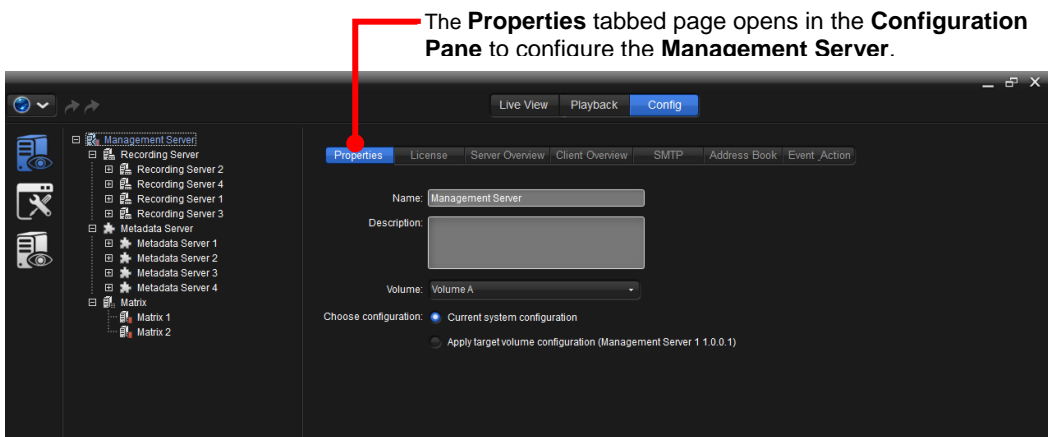 The Properties tabbed page opens in the Configuration
Pane to configure the Management Server.
Live View Playback Config
Management Server
Recording Server
Recording Server 2
Recording Server 4
Recording Server 1
Recording Server 3
Metadata Server
Metadata Server 1
Metadata Server 2
Metadata Server 3
Metadata Server 4
Matrix
Matrix 1
Matrix 2
Properties License Server Overview Client Overview SMTP Address Book Event_Action
Name: Management Server
Description:
Volume: Volume A
Choose configuration: Current system configuration
Apply target volume configuration (Management Server 1 1.0.0.1)